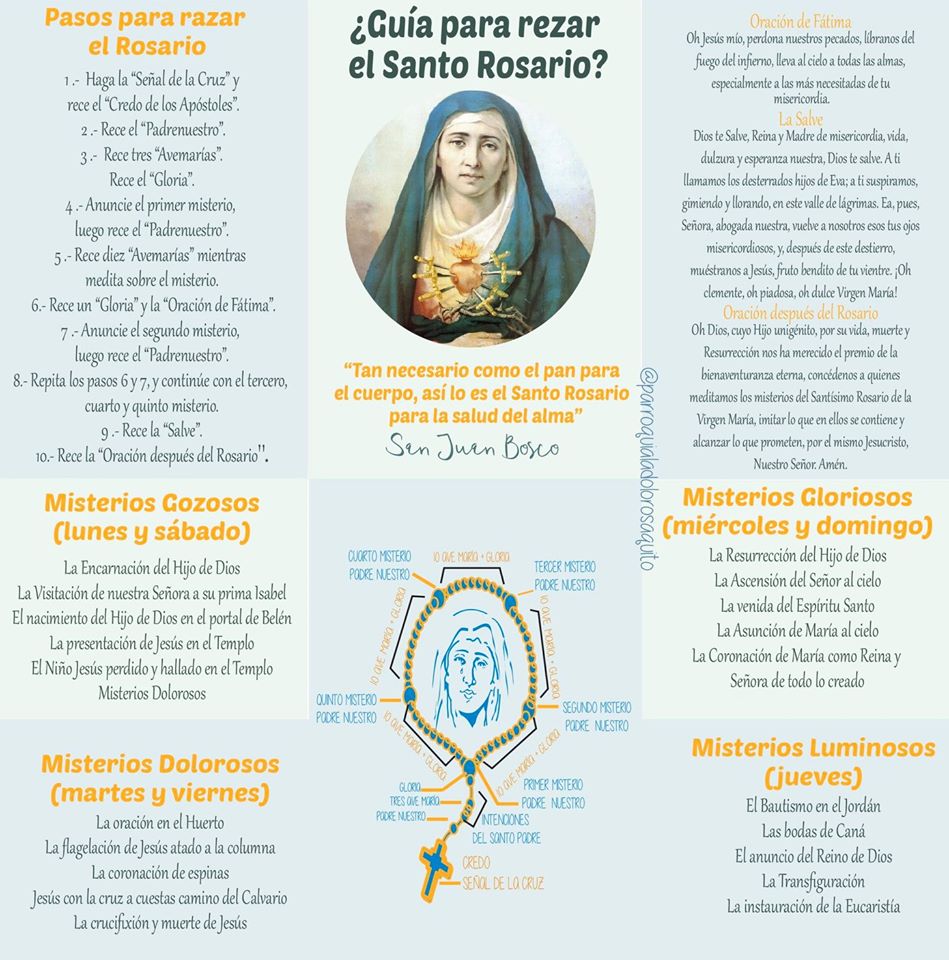 Pasos para razar
el Rosario
1 .- Haga la “Señal de la Cruz” y
rece el “Credo de los Apóstoles”.
2 .- Rece el “Padrenuestro”.
3 .- Rece tres “Avemarías”.
Rece el “Gloria”.
4 .- Anuncie el primer misterio,
luego rece el “Padrenuestro”.
5 .- Rece diez “Avemarías” mientras
medita sobre el misterio.
6.- Rece un “Gloria” y la “Oración de Fátima”.
7 .- Anuncie el segundo misterio,
luego rece el “Padrenuestro”.
8.- Repita los pasos 6 y 7, y continúe con el tercero,
cuarto y quinto misterio.
9 .- Rece la “Salve”.
10.- Rece la “Oración después del Rosario".
¿Guía para rezar
el Santo Rosario?
“Tan necesario como el pan para
el cuerpo, así lo es el Santo Rosario
para la salud del alma”
San Juan Bosco
@parroquialadolorosaquito
Oración de Fátima
Oh Jesús mío, perdona nuestros pecados, líbranos del
fuego del infierno, lleva al cielo a todas las almas,
especialmente a las más necesitadas de tu
misericordia.
La Salve
Dios te Salve, Reina y Madre de misericordia, vida,
dulzura y esperanza nuestra, Dios te salve. A ti
llamamos los desterrados hijos de Eva; a ti suspiramos,
gimiendo y llorando, en este valle de lágrimas. Ea, pues,
Señora, abogada nuestra, vuelve a nosotros esos tus ojos
misericordiosos, y, después de este destierro,
muéstranos a Jesús, fruto bendito de tu vientre. ¡Oh
clemente, oh piadosa, oh dulce Virgen María!
Oración después del Rosario
Oh Dios, cuyo Hijo unigénito, por su vida, muerte y
Resurrección nos ha merecido el premio de la
bienaventuranza eterna, concédenos a quienes
meditamos los misterios del Santísimo Rosario de la
Virgen María, imitar lo que en ellos se contiene y
alcanzar lo que prometen, por el mismo Jesucristo,
Nuestro Señor. Amén.
Misterios Gozosos
(lunes y sábado)
La Encarnación del Hijo de Dios
La Visitación de nuestra Señora a su prima Isabel
El nacimiento del Hijo de Dios en el portal de Belén
La presentación de Jesús en el Templo
El Niño Jesús perdido y hallado en el Templo
Misterios Dolorosos
Misterios Dolorosos
(martes y viernes)
La oración en el Huerto
La flagelación de Jesús atado a la columna
La coronación de espinas
Jesús con la cruz a cuestas camino del Calvario
La crucifixión y muerte de Jesús
CUARTO MISTERIO
PADRE NUESTRO
10 AVE MARÍA + GLORIA
TERCER MISTERIO
PADRE NUESTRO
10 AVE MARÍA + GLORIA
10 AVE MARÍA + GLORIA
QUINTO MISTERIO
PADRE NUESTRO
SEGUNDO MISTERIO
PADRE NUESTRO
10 AVE MARÍA + GLORIA
10 AVE MARÍA + GLORIA
GLORIA
TRES AVE MARÍA
PADRE NUESTRO
PRIMER MISTERIO
PADRE NUESTRO
INTENCIONES
DEL SANTO PADRE
CREDO
SEÑAL DE LA CRUZ
Misterios Gloriosos
(miércoles y domingo)
La Resurrección del Hijo de Dios
La Ascensión del Señor al cielo
La venida del Espíritu Santo
La Asunción de María al cielo
La Coronación de María como Reina y
Señora de todo lo creado
Misterios Luminosos
(jueves)
El Bautismo en el Jordán
Las bodas de Caná
El anuncio del Reino de Dios
La Transfiguración
La instauración de la Eucaristía